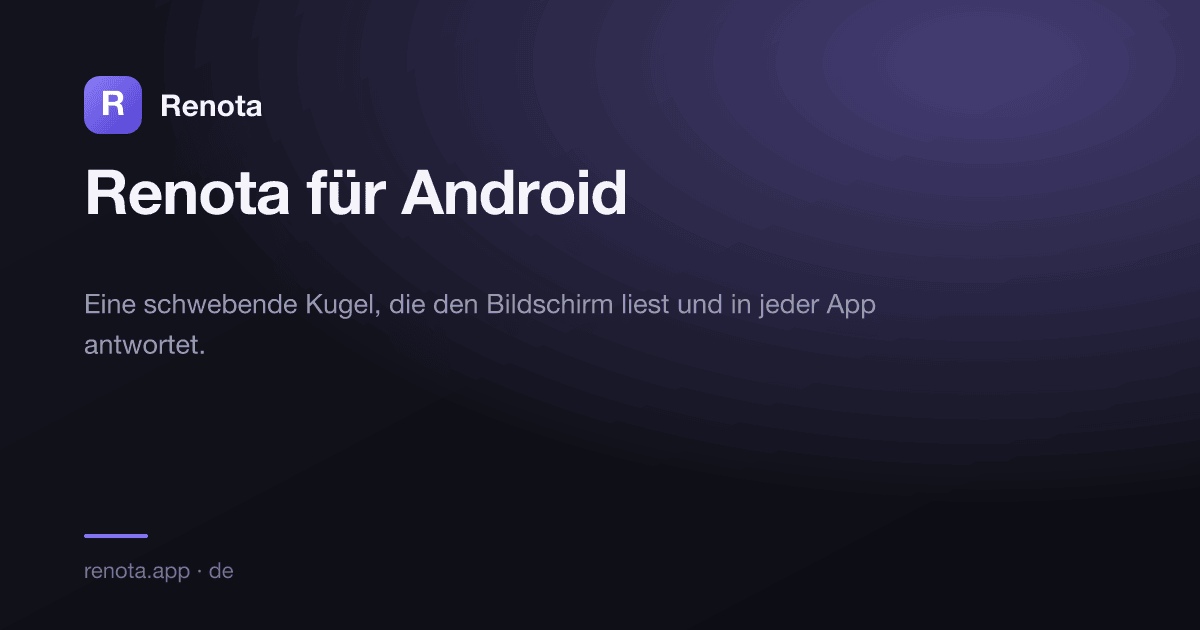 R
Renota
Renota für Android
Eine schwebende Kugel, die den Bildschirm liest und in jeder App
antwortet.
renota.app · de